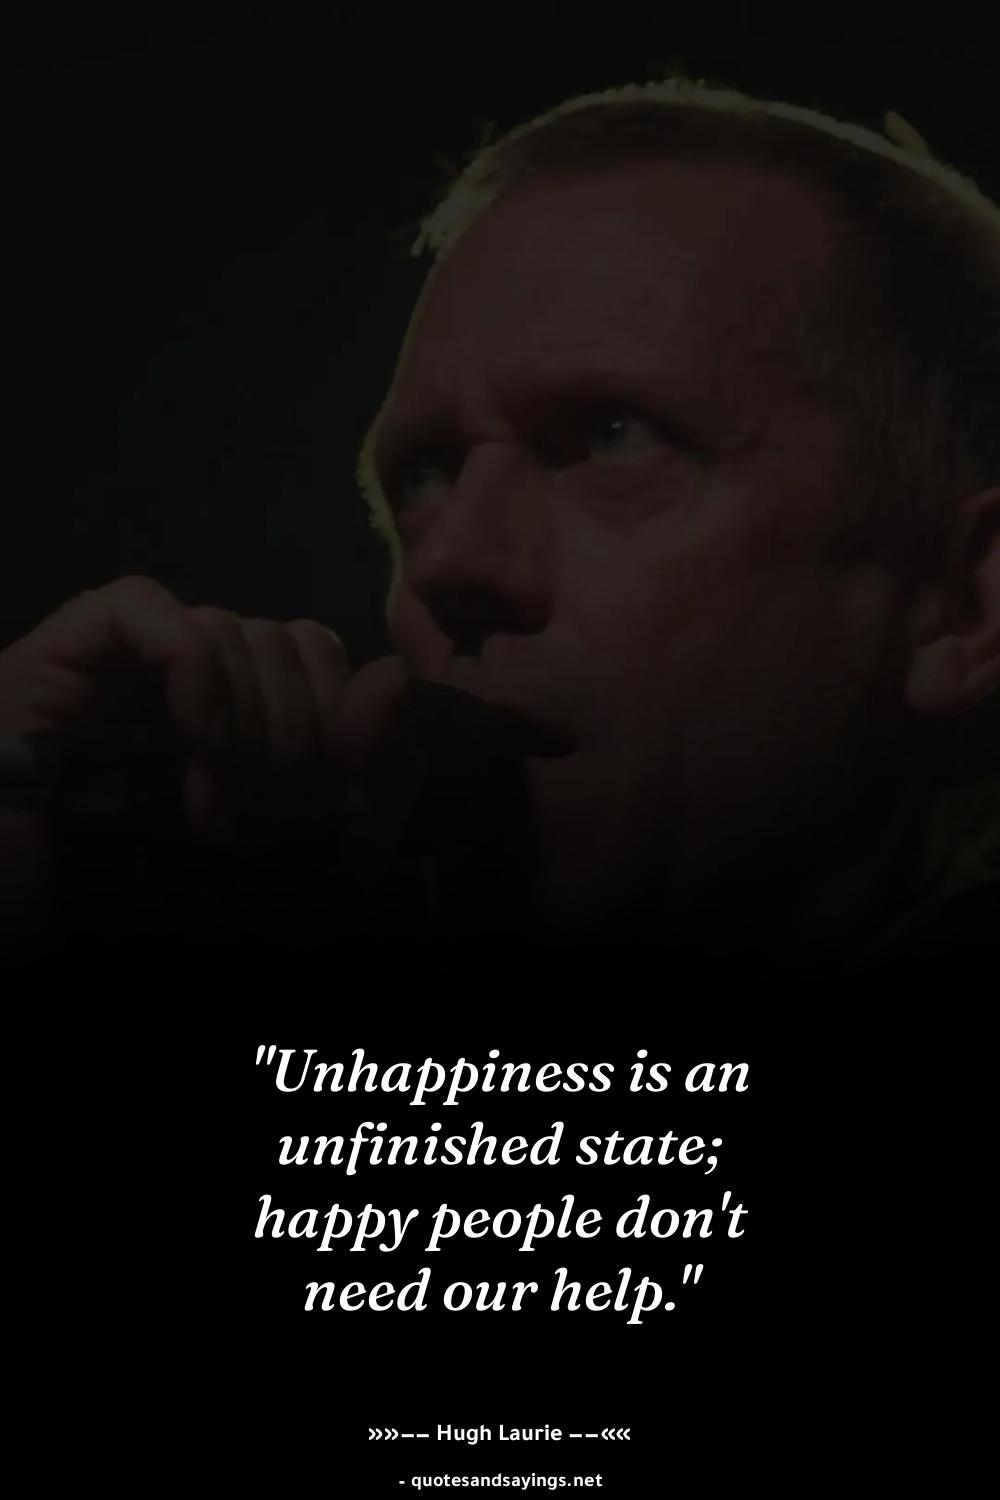 "Unhappiness is an
unfinished state;
happy people don't
need our help."
»»–– Hugh Laurie ––««
- quotesandsayings.net